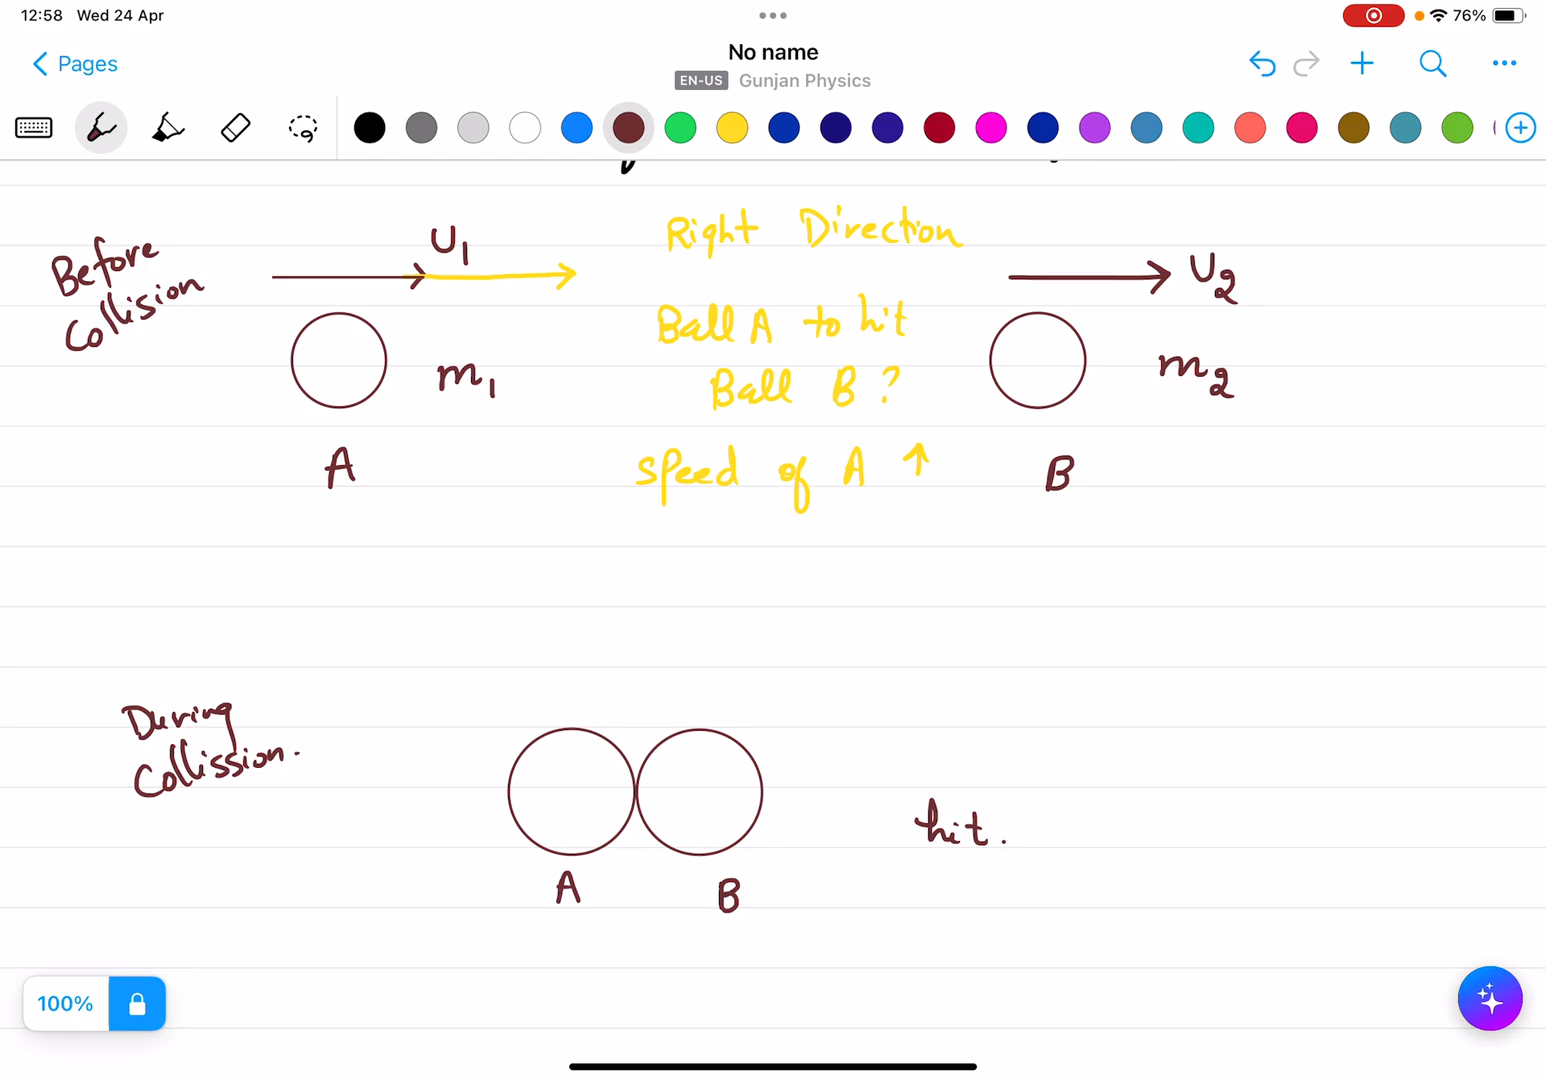 12:58 Wed 24 Apr
76%
Pages
No name
EN-US Gunjan Physics
Before
Collision
U1
m1
A
Right Direction
Ball A to hit
Ball B ?
speed of A ↑
U2
m2
B
During
Collission.
A
B
hit.
100%